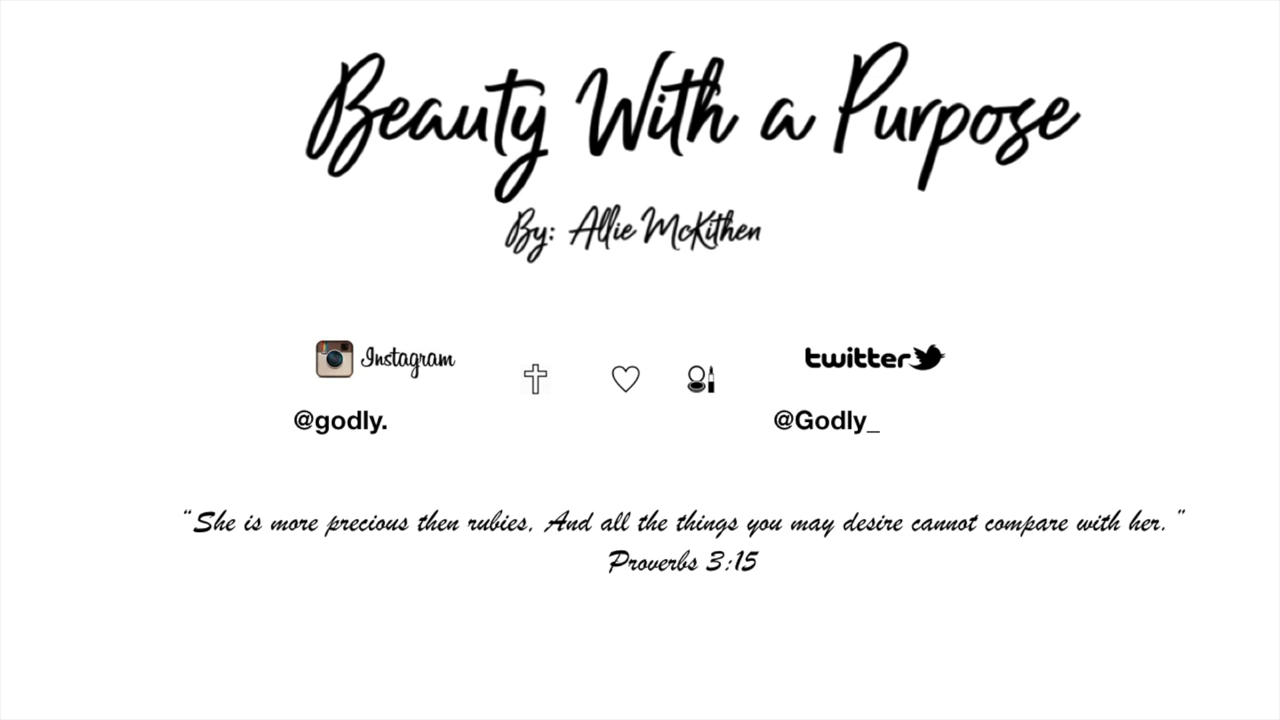 Beauty With a Purpose
By: Allie McKithen
Instagram
twitter
@godly.
@Godly_
"She is more precious then rubies, And all the things you may desire cannot compare with her."
Proverbs 3:15